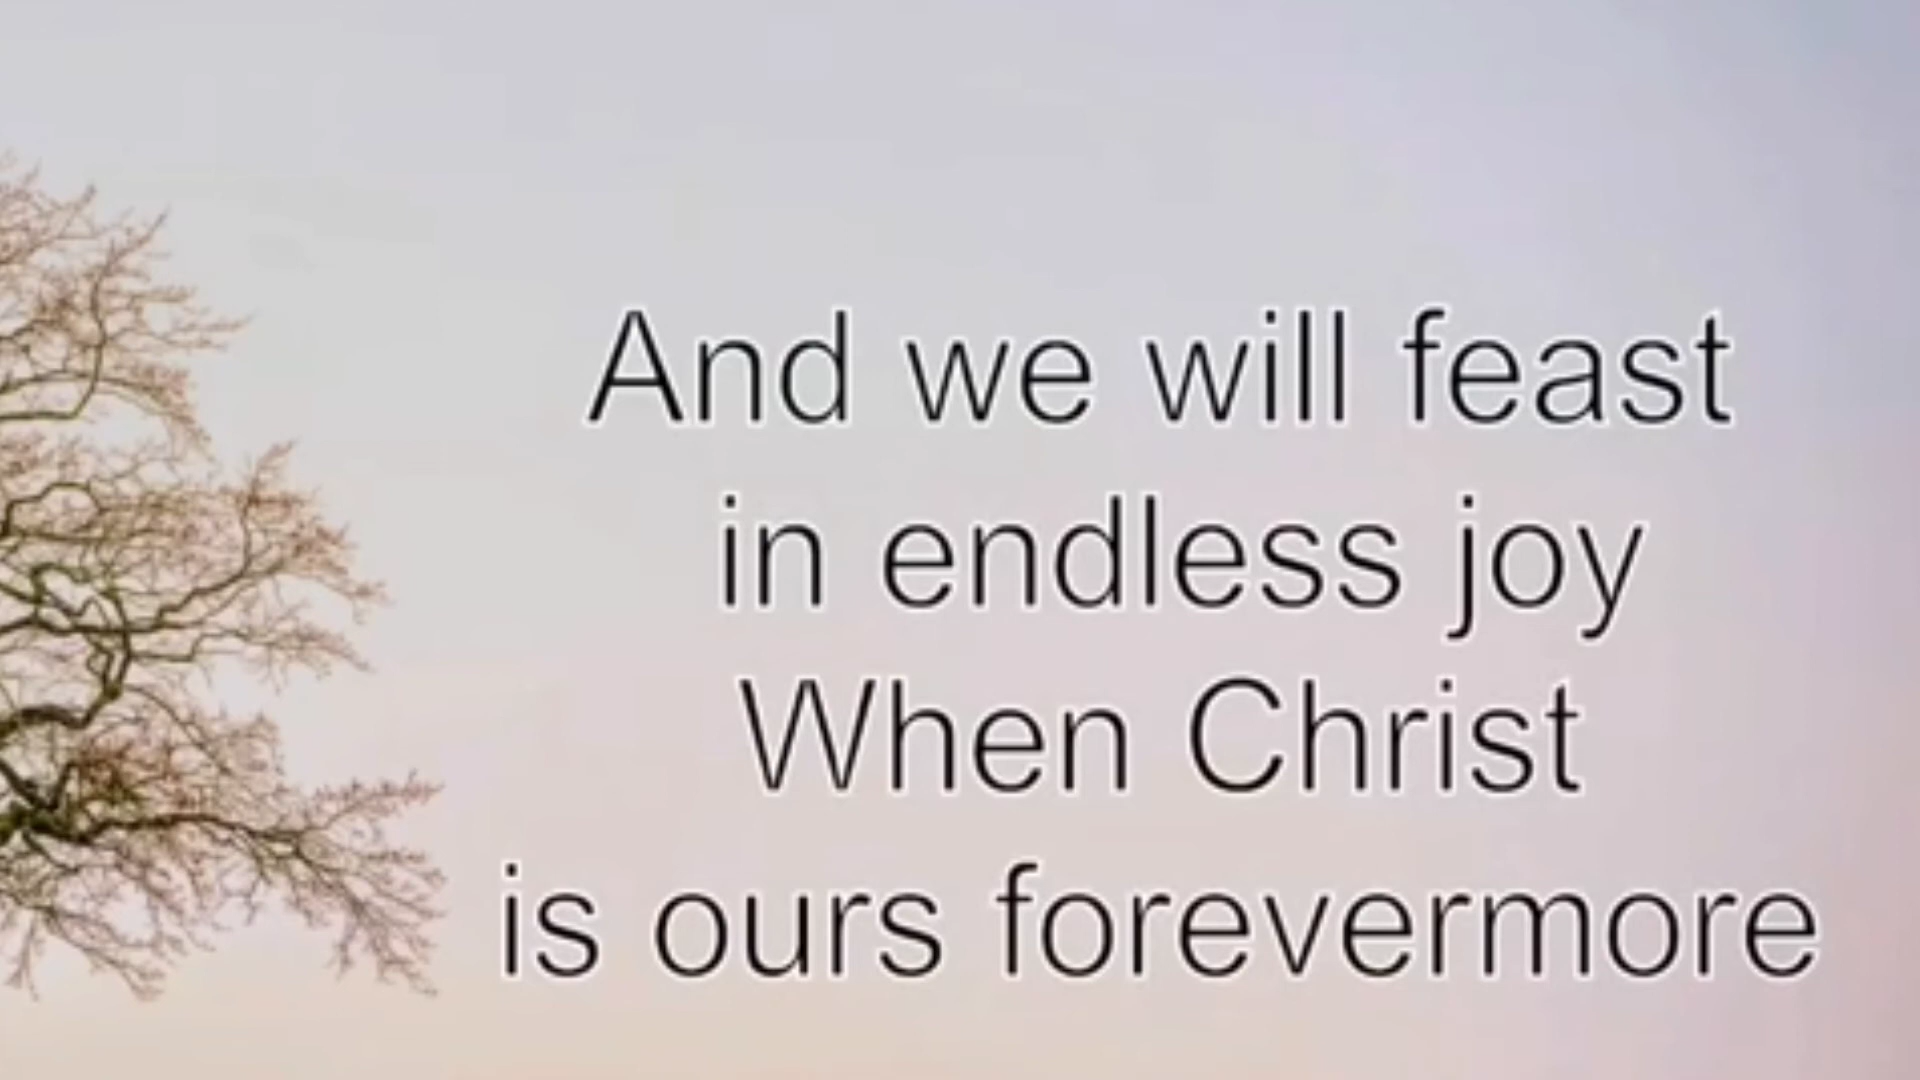 And we will feast
in endless joy
When Christ
is ours forevermore